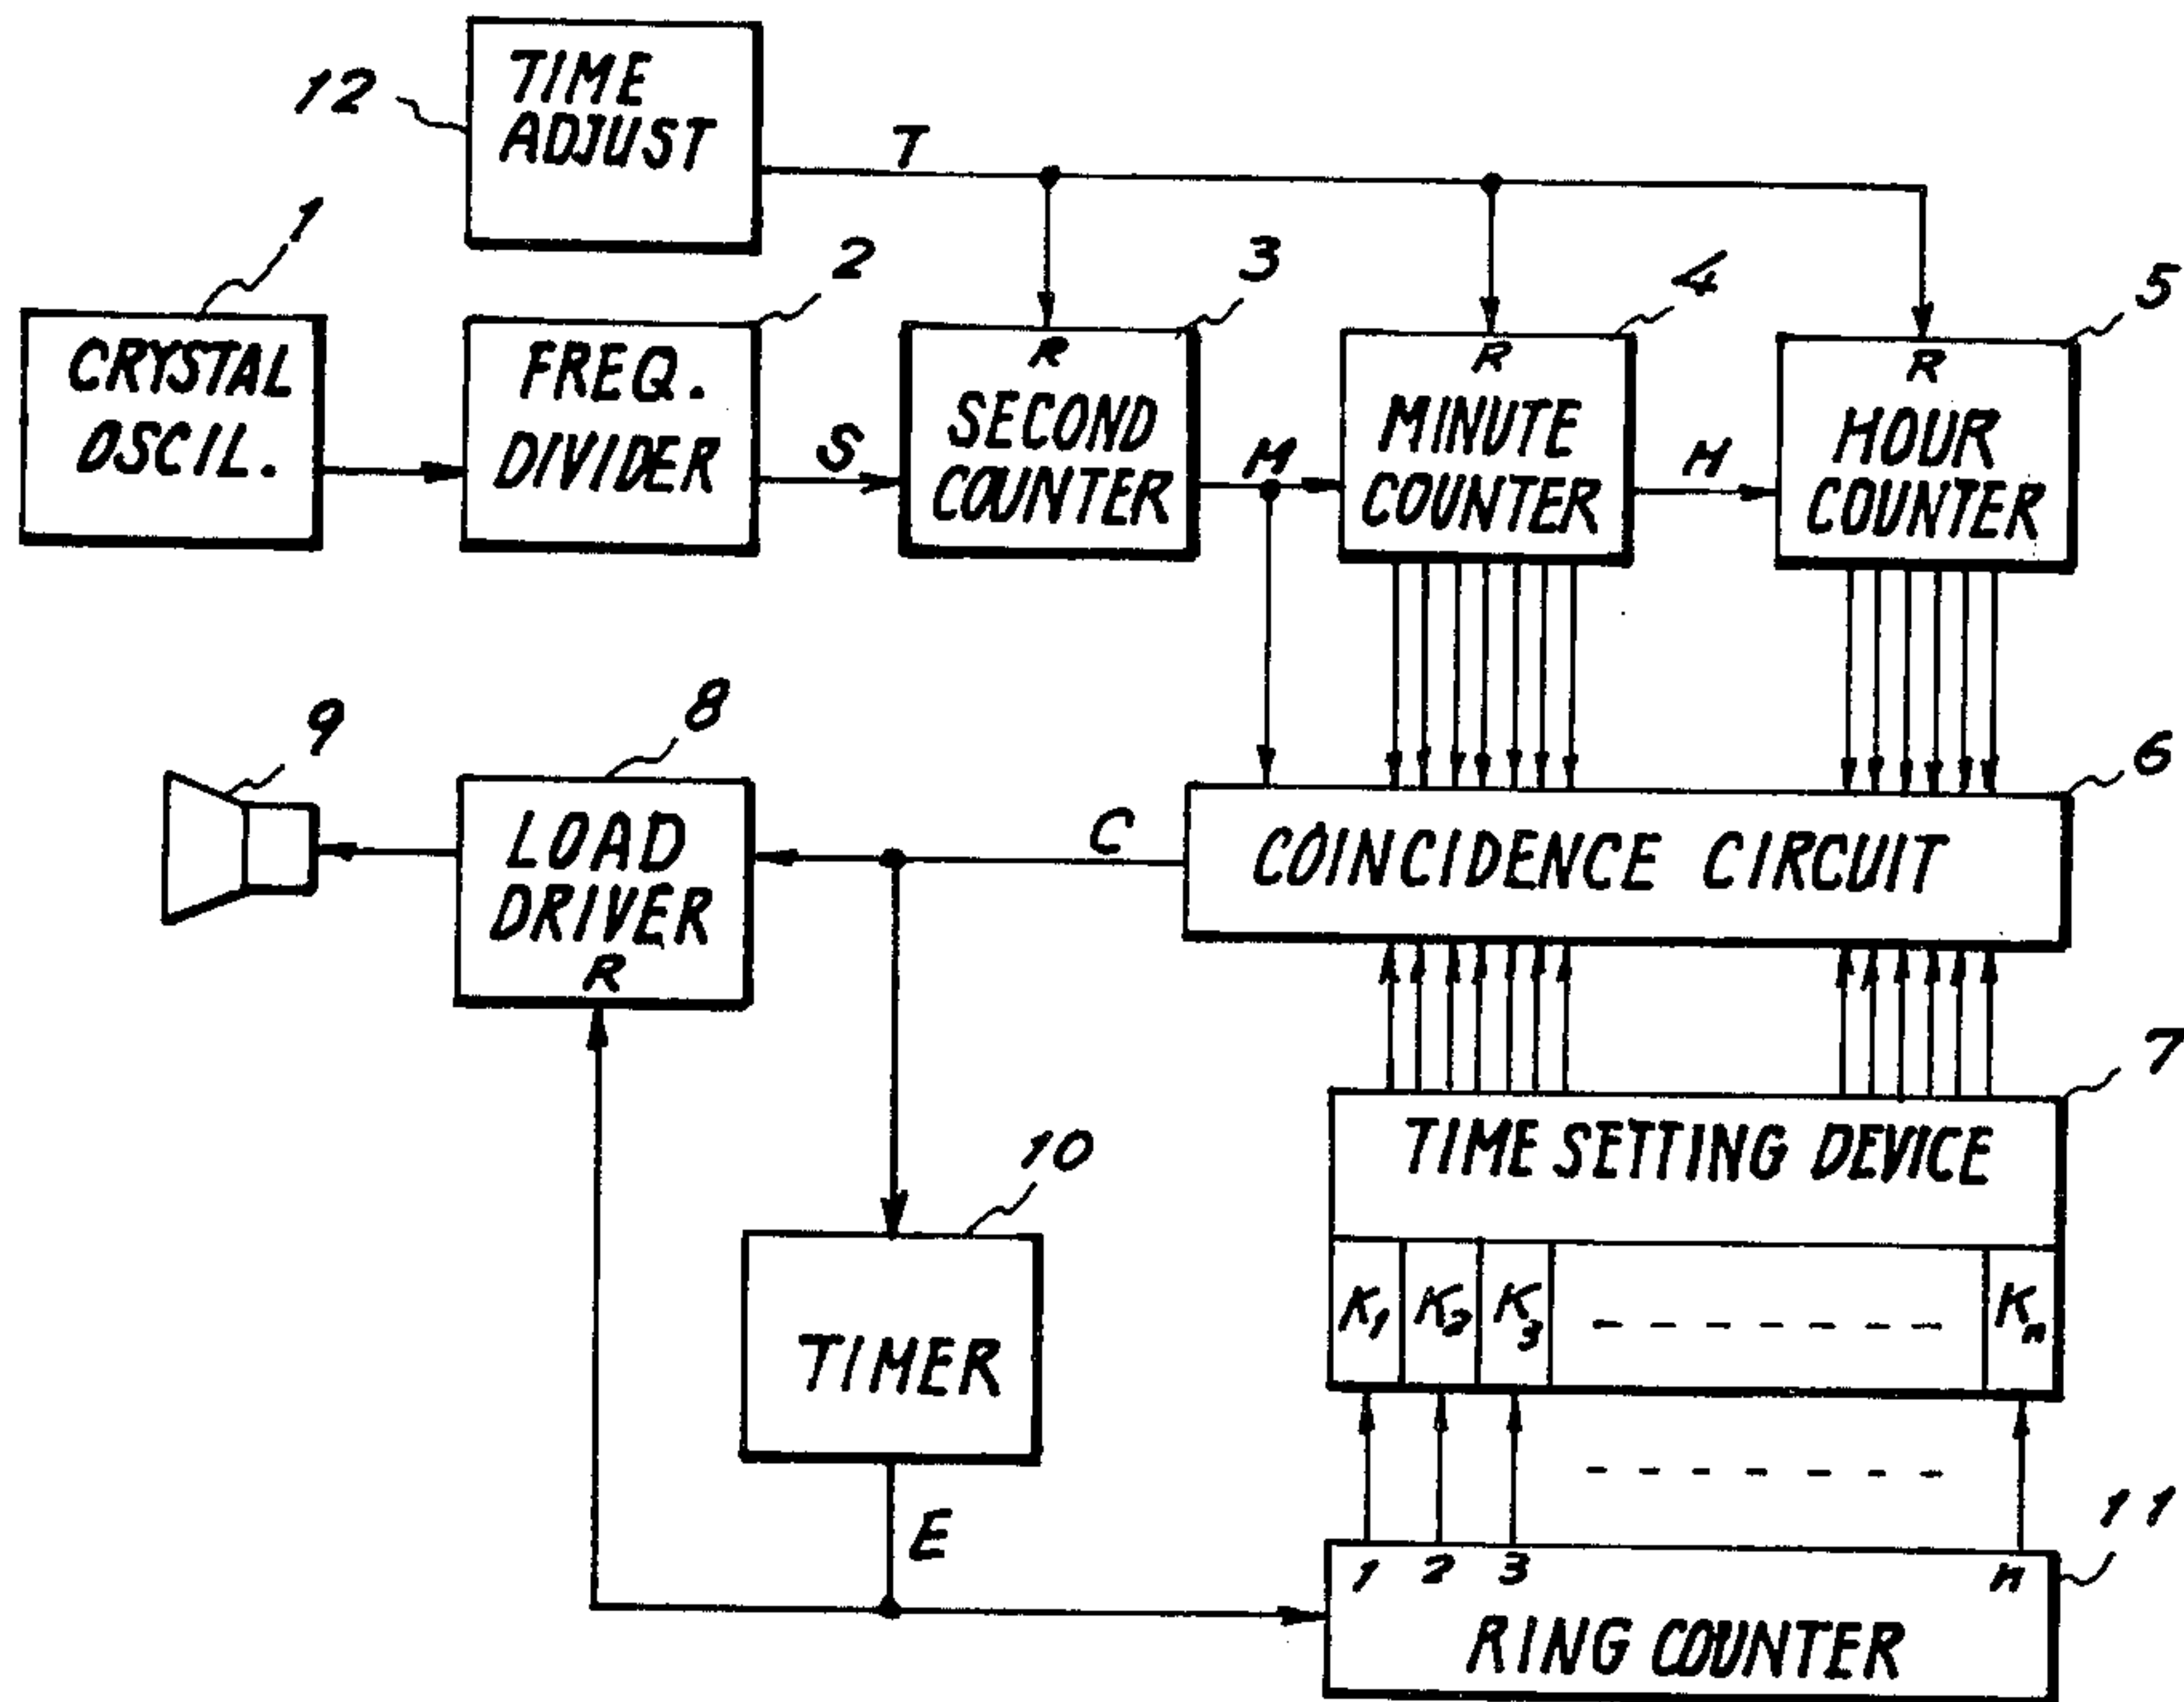 12
TIME
ADJUST
T
1
2
3
4
5
CRYSTAL
OSCIL.
FREQ.
DIVIDER
S
R
SECOND
COUNTER
M
R
MINUTE
COUNTER
H
R
HOUR
COUNTER
9
8
6
LOAD
DRIVER
R
C
COINCIDENCE CIRCUIT
7
10
TIME SETTING DEVICE
K1 K2 K3 ------- Kn
TIMER
-------
E
11
1 2 3 n
RING COUNTER